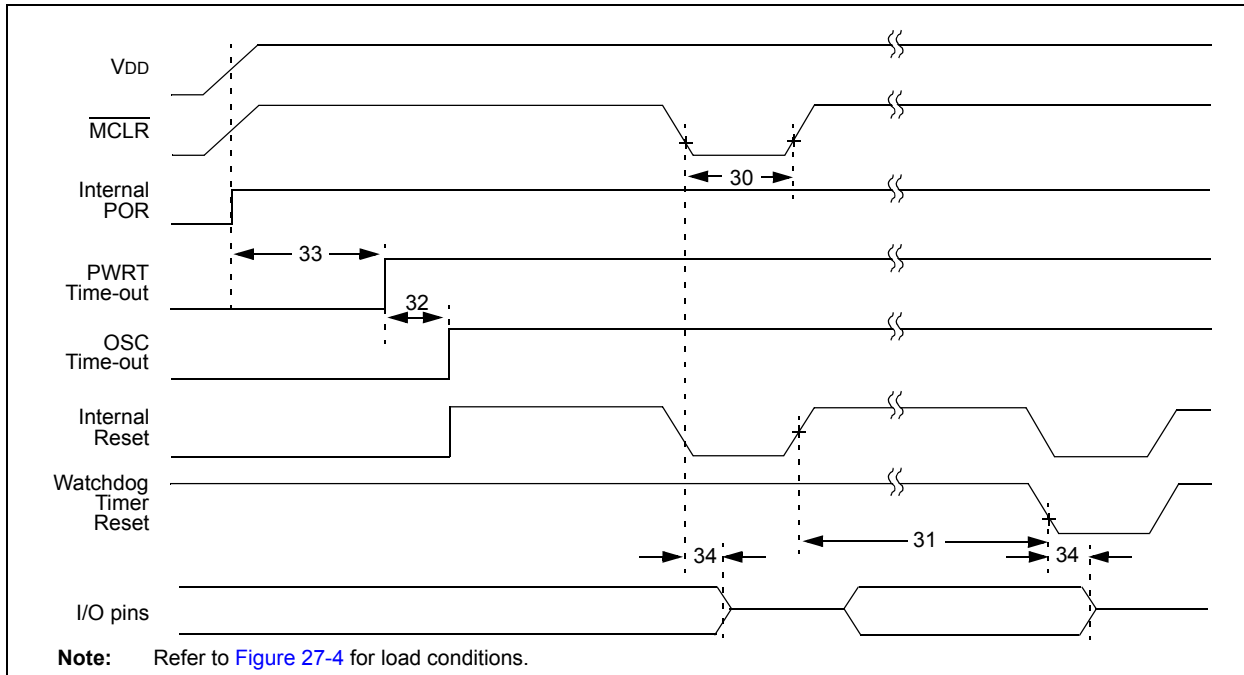 VDD
MCLR
30
Internal
POR
33
PWRT
Time-out
32
OSC
Time-out
Internal
Reset
Watchdog
Timer
Reset
31
34
34
I/O pins
Note: Refer to Figure 27-4 for load conditions.